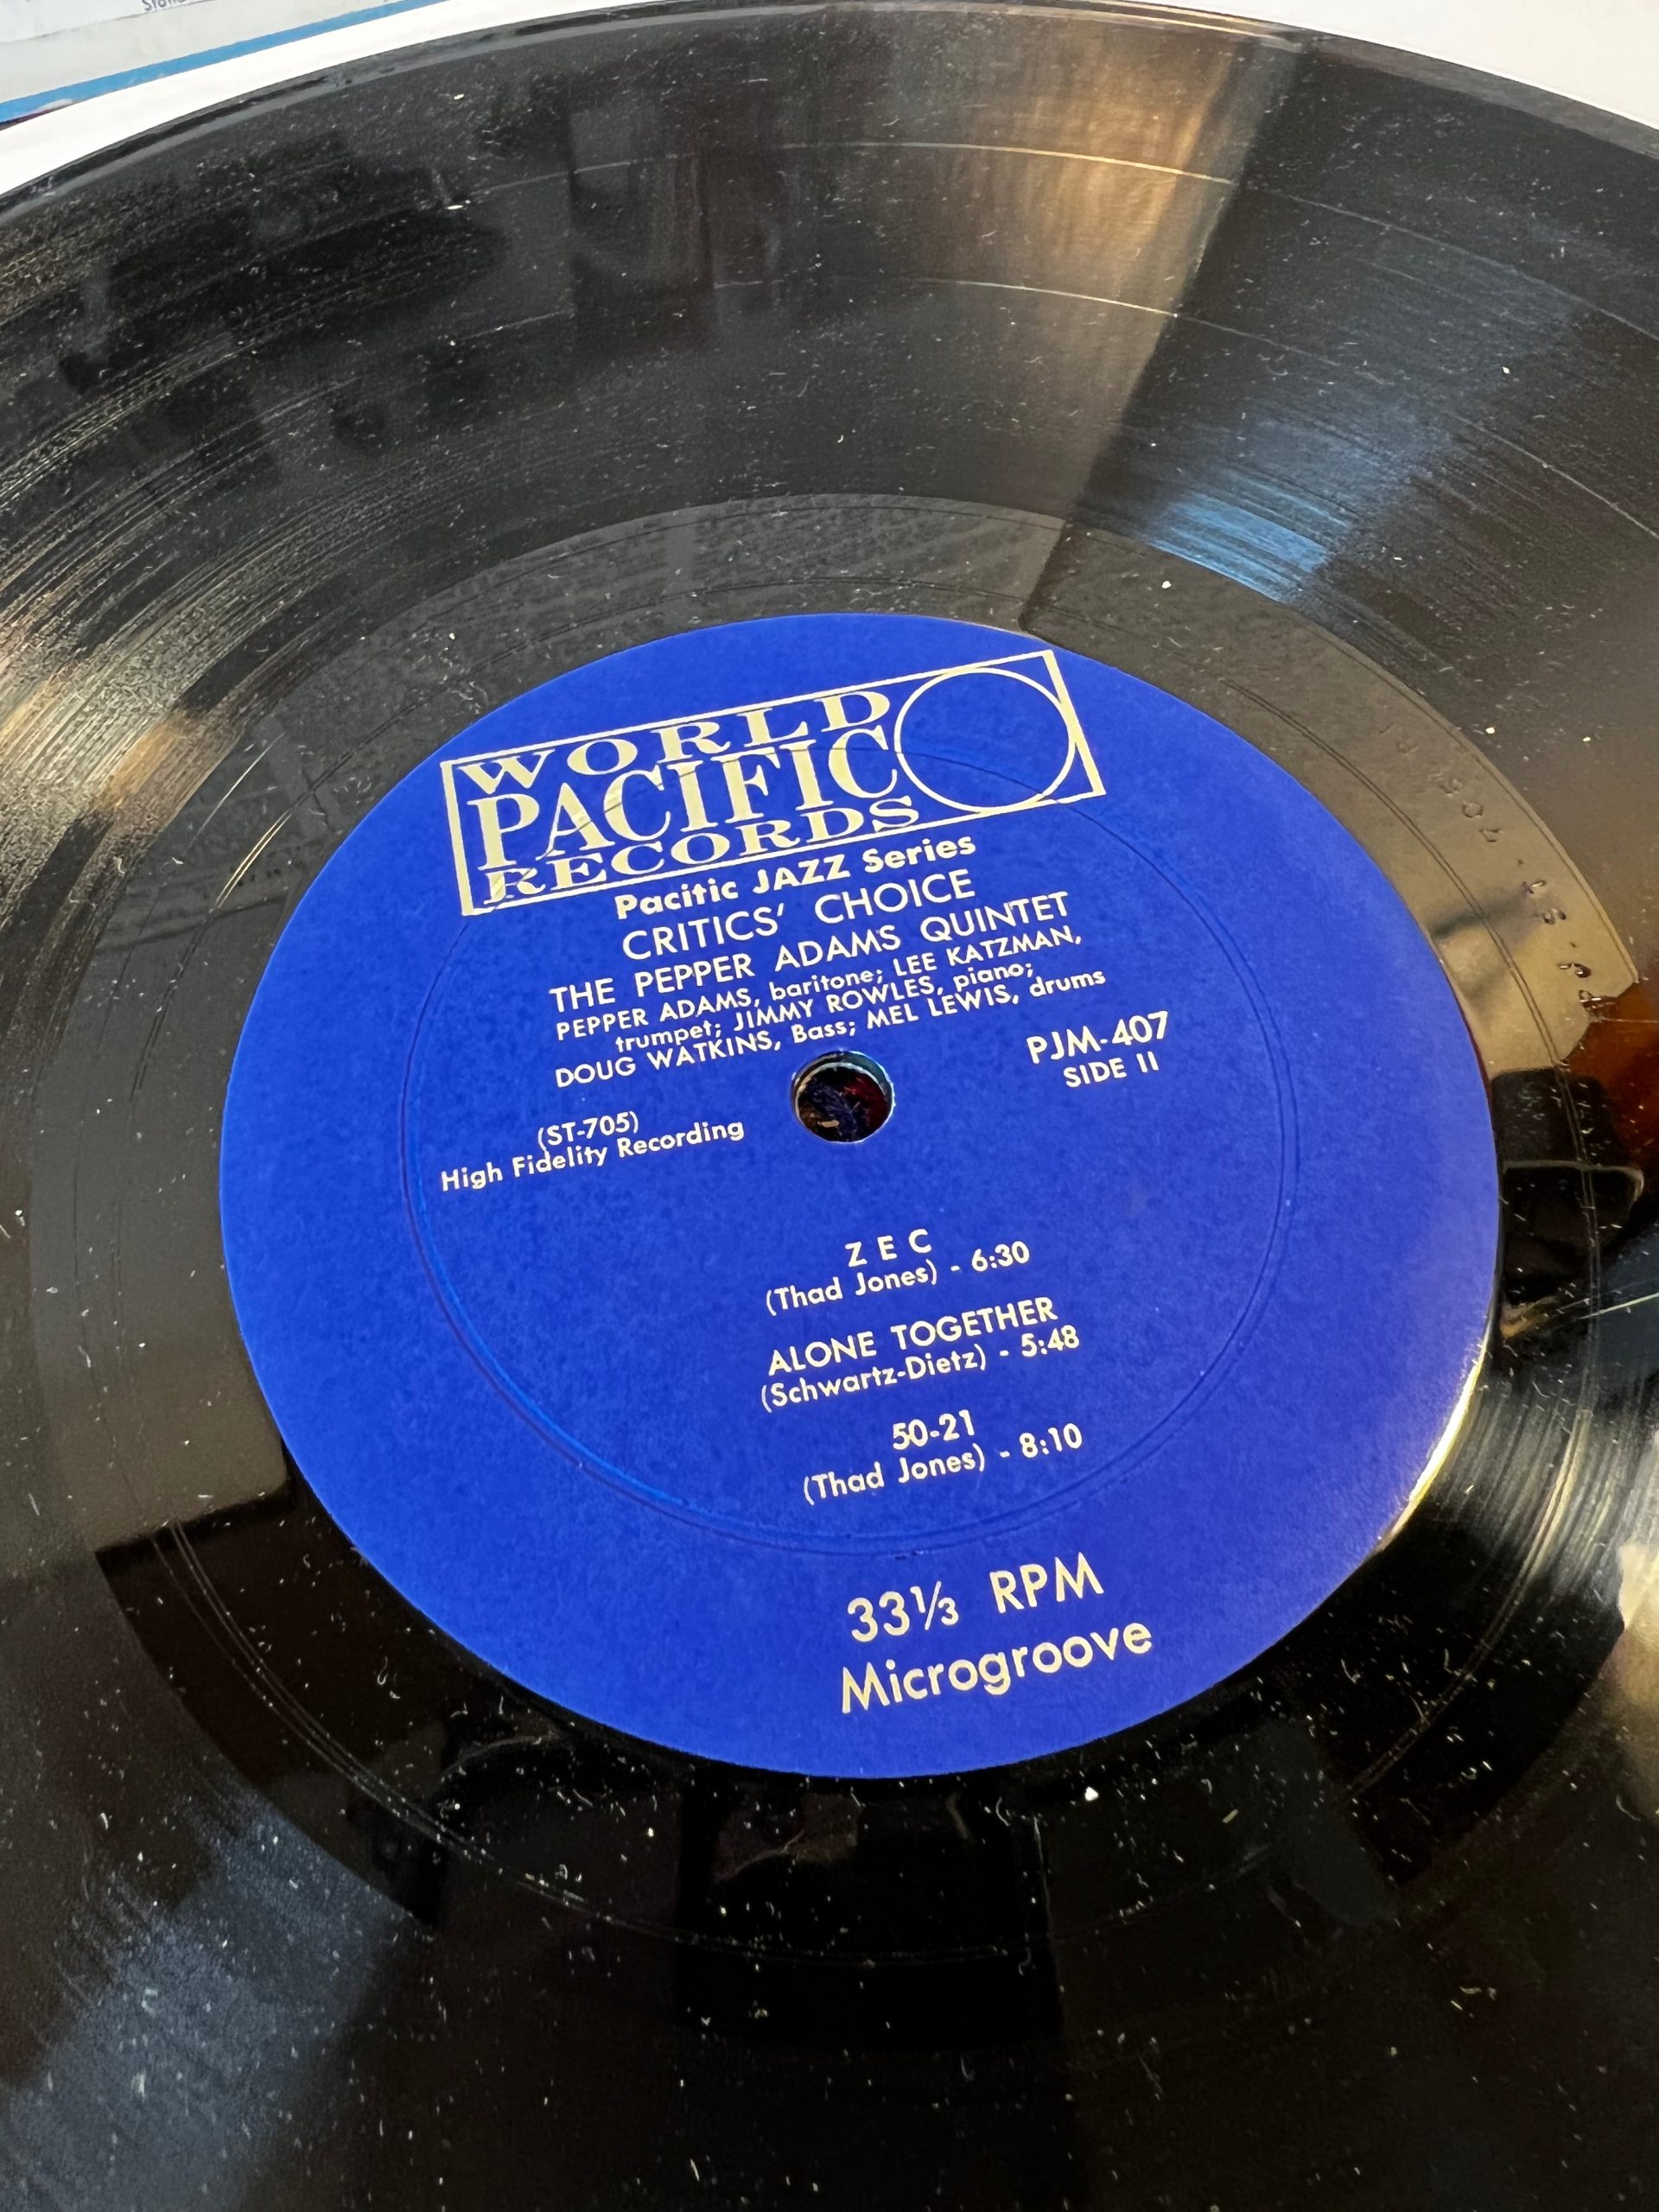 WORLD
PACIFIC
RECORDS
Pacific JAZZ Series
CRITICS' CHOICE
THE PEPPER ADAMS QUINTET
PEPPER ADAMS, baritone; LEE KATZMAN,
trumpet; JIMMY ROWLES, piano;
DOUG WATKINS, Bass; MEL LEWIS, drums
PJM-407
SIDE II
(ST-705)
High Fidelity Recording
Z E C
(Thad Jones) - 6:30
ALONE TOGETHER
(Schwartz-Dietz) - 5:48
50-21
(Thad Jones) - 8:10
33⅓ RPM
Microgroove